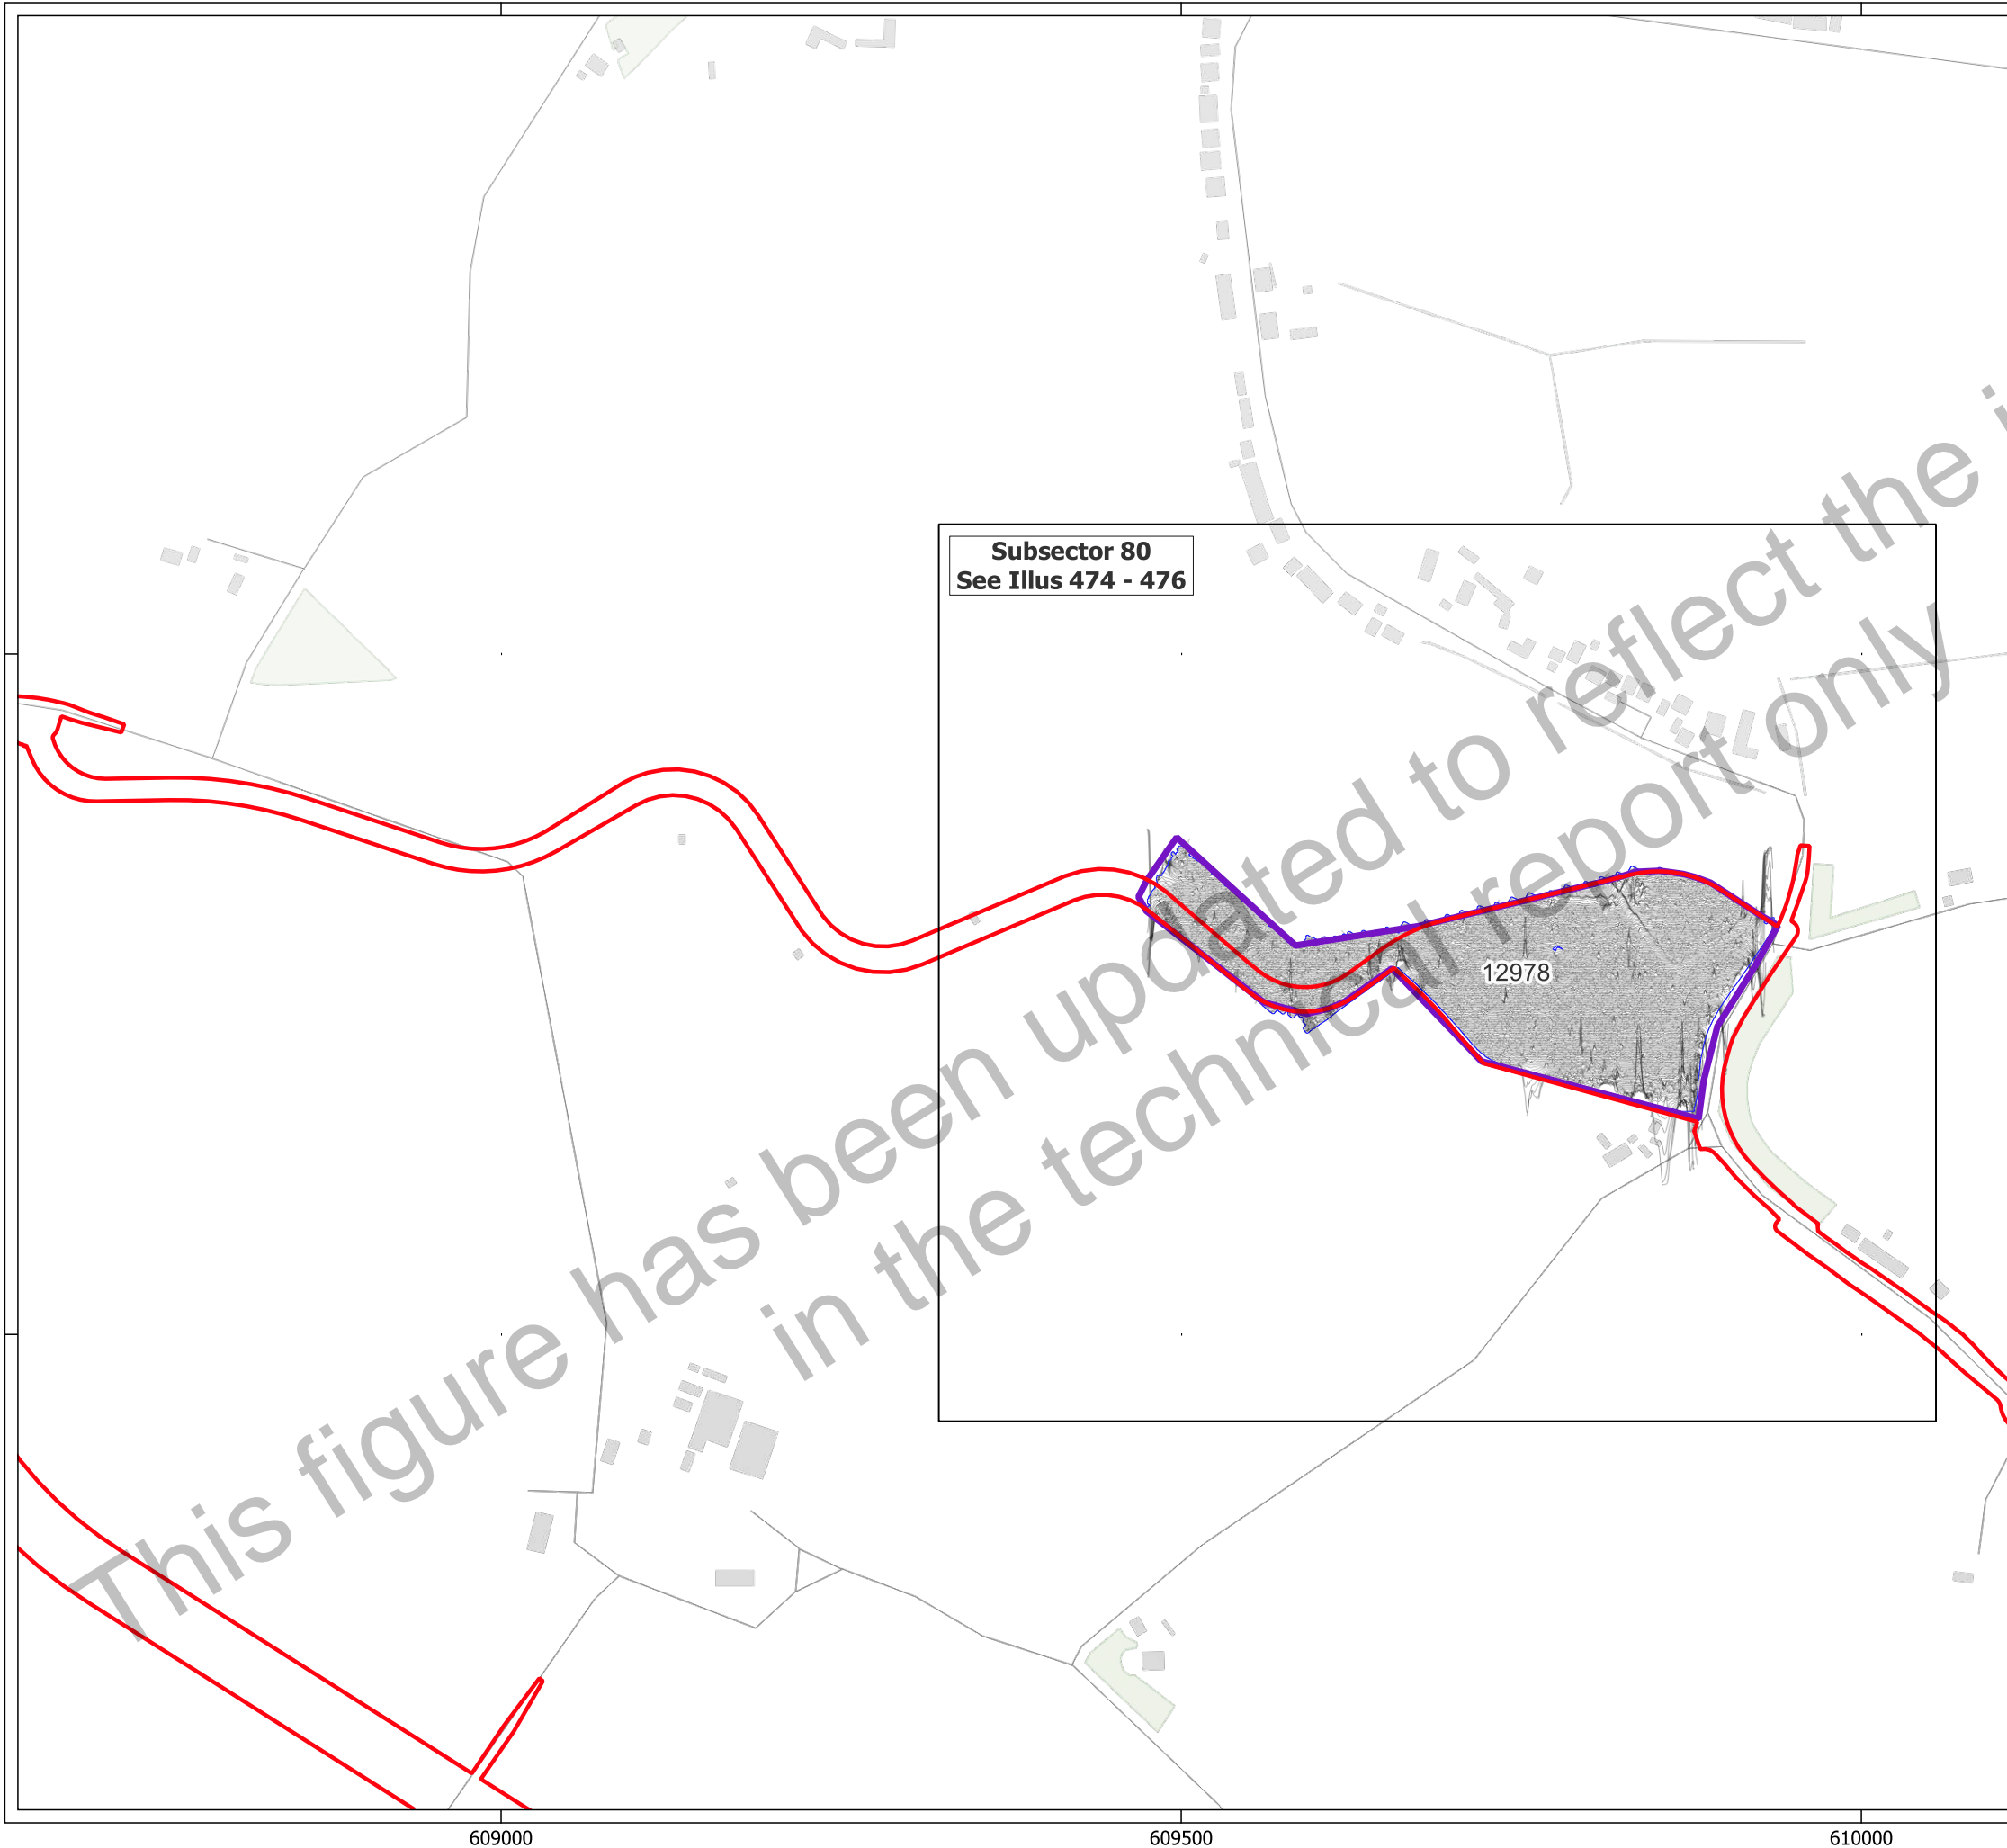 Subsector 80
See Illus 474 - 476
12978
This figure has been updated to reflect the
in the technical report only
609000
609500
610000